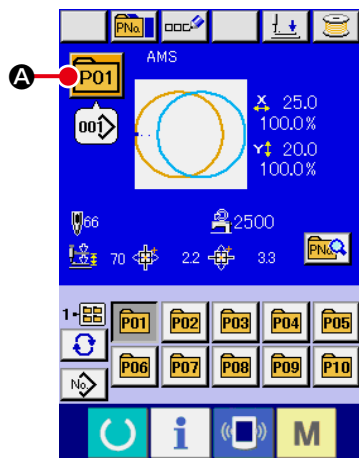 PNo.
AMS
A
P01
001
X 25.0
100.0%
Y 20.0
100.0%
66
2500
70 2.2 3.3
PNo.
1-
P01 P02 P03 P04 P05
P06 P07 P08 P09 P10
No.
i M